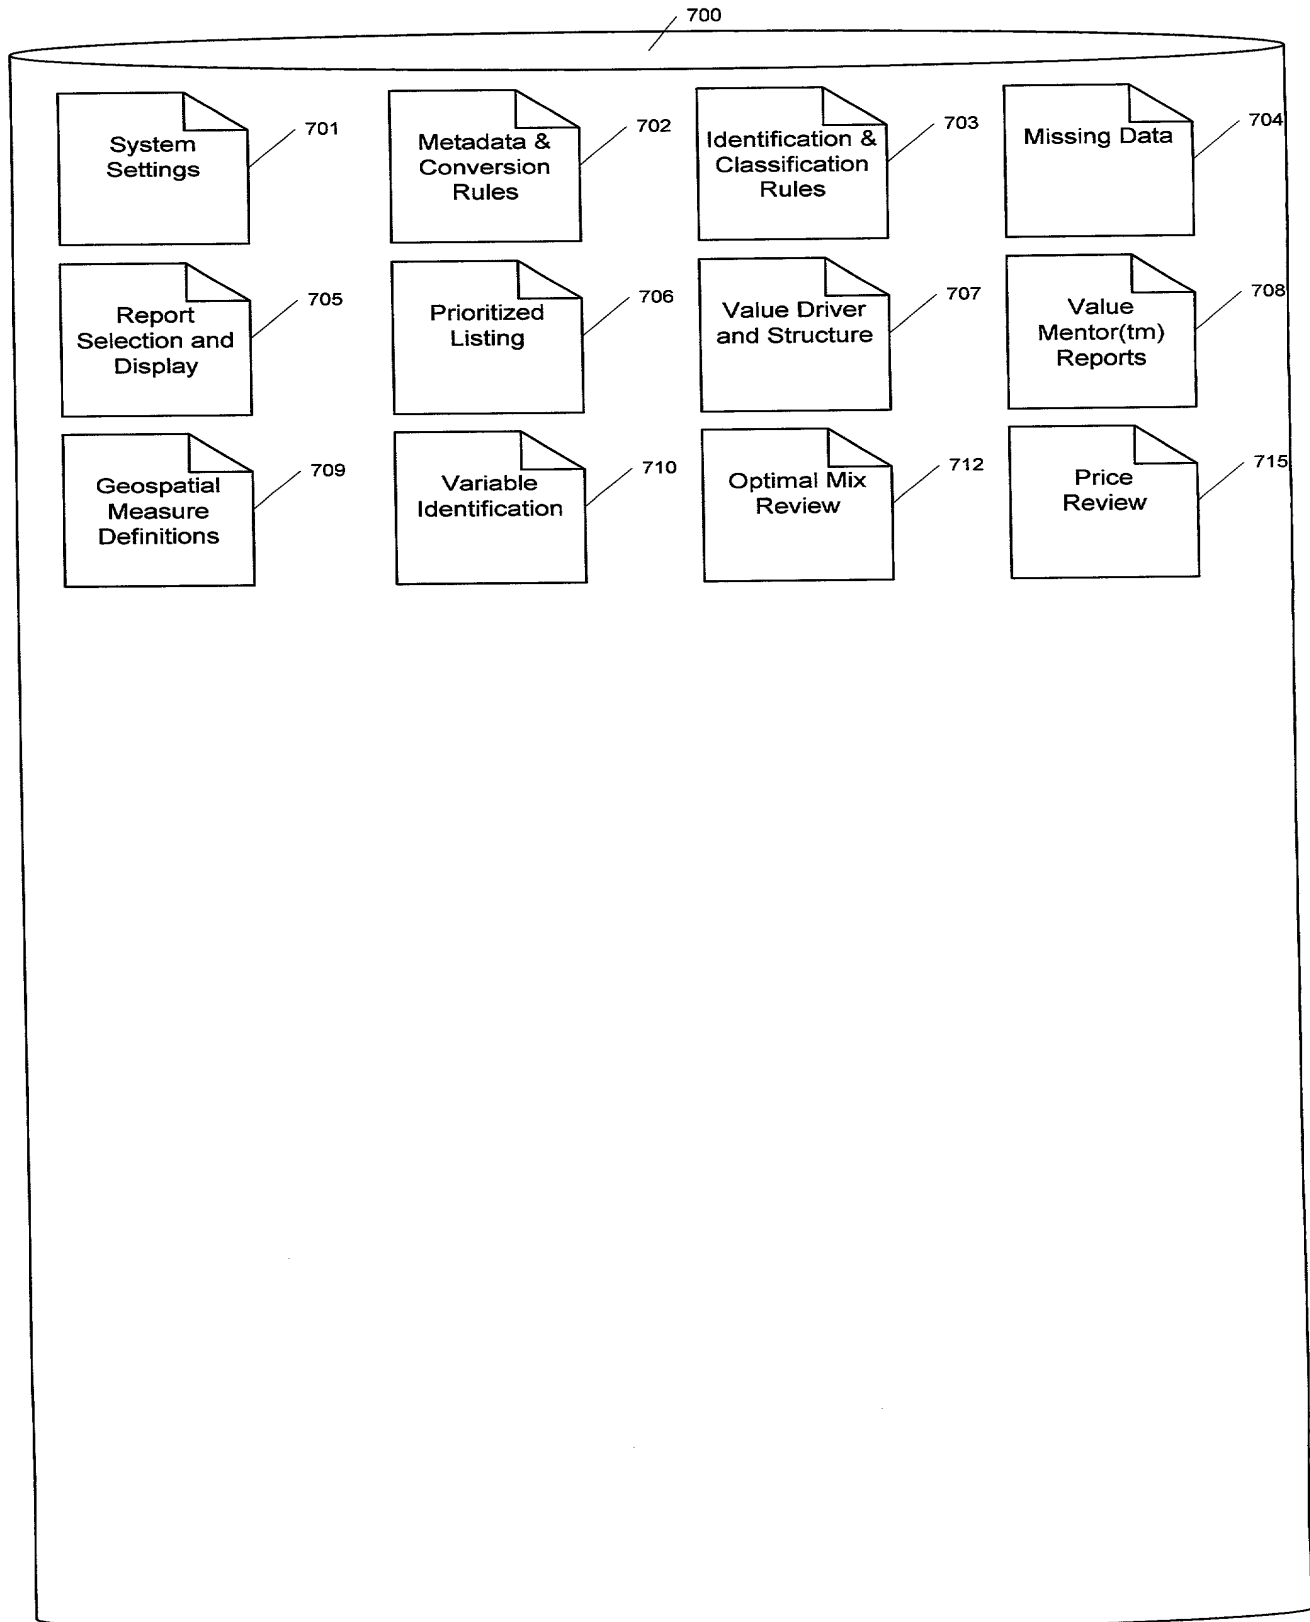 700
System
Settings
701
Metadata &
Conversion
Rules
702
Identification &
Classification
Rules
703
Missing Data
704
Report
Selection and
Display
705
Prioritized
Listing
706
Value Driver
and Structure
707
Value
Mentor(tm)
Reports
708
Geospatial
Measure
Definitions
709
Variable
Identification
710
Optimal Mix
Review
712
Price
Review
715